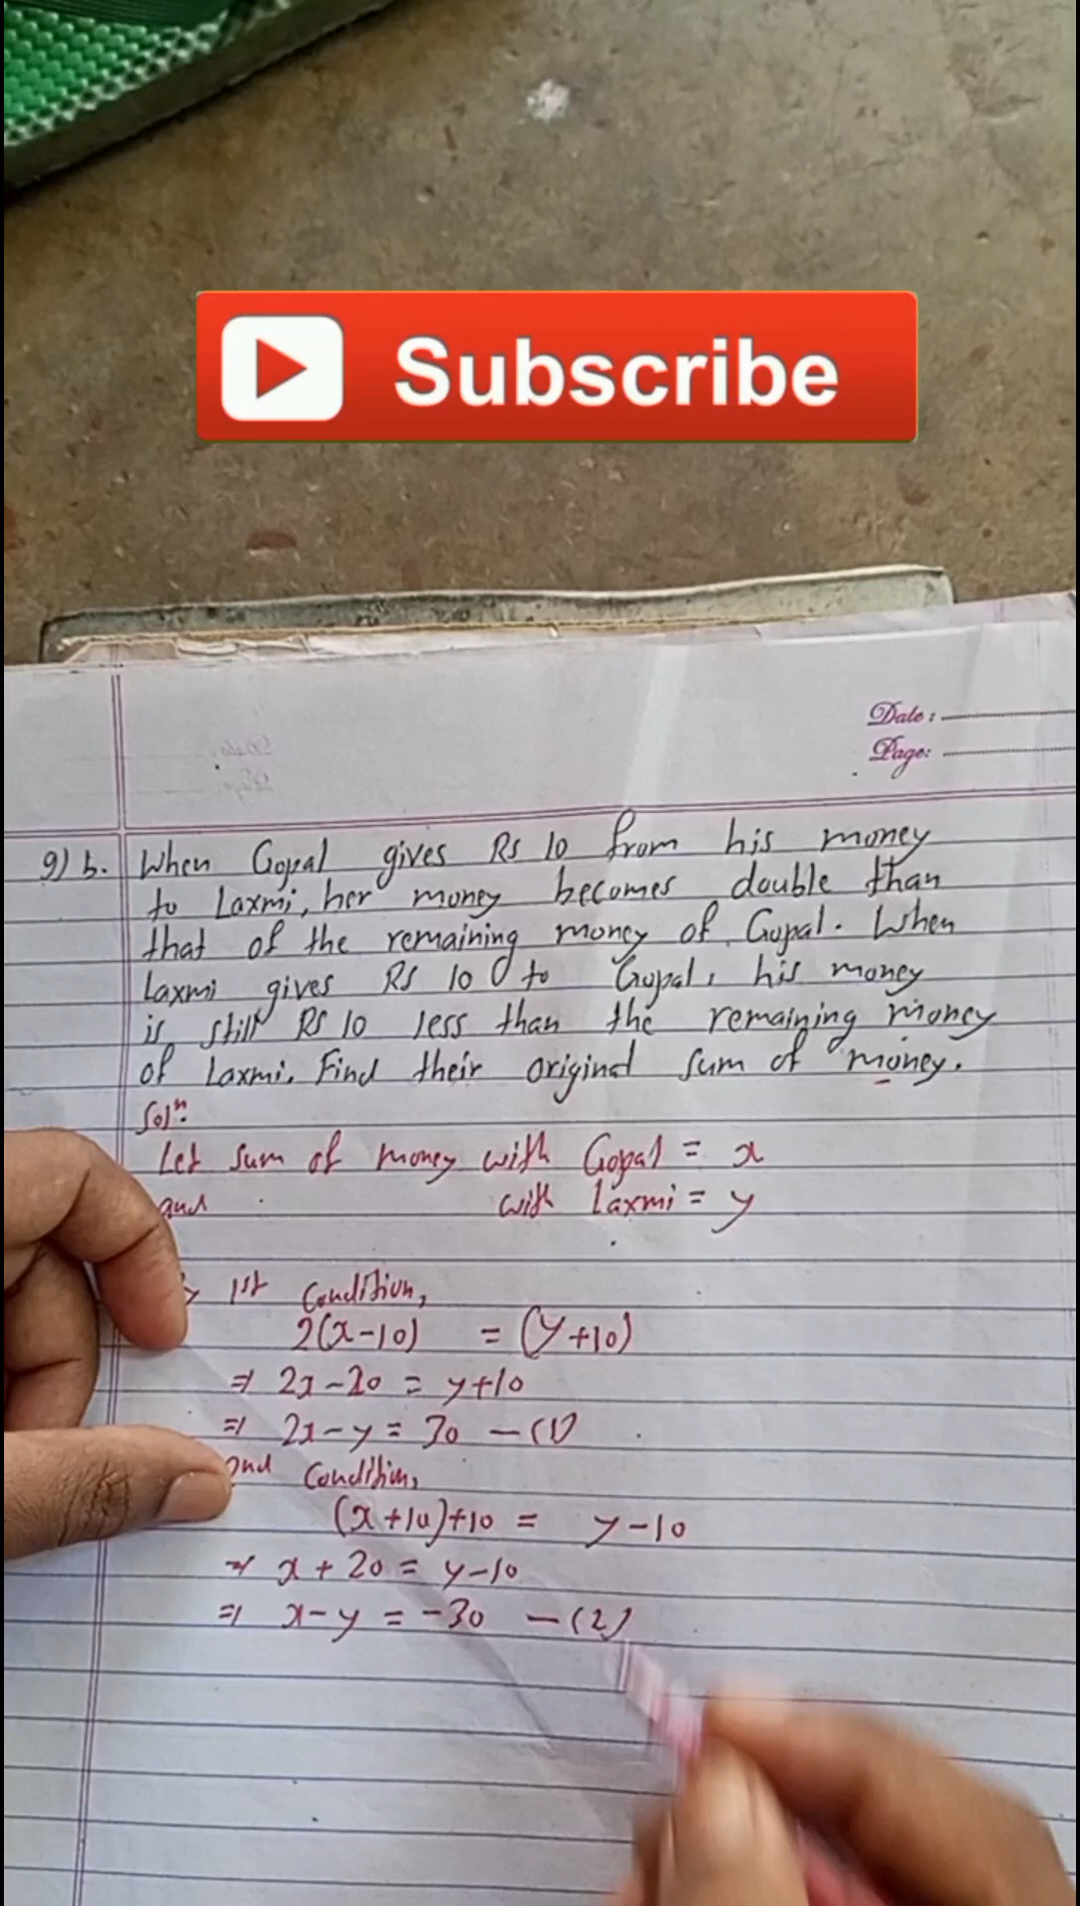 Subscribe
Date:
Page:
9) b. When Gopal gives Rs 10 from his money
to Laxmi, her money becomes double than
that of the remaining money of Gopal. When
Laxmi gives Rs 10 to Gopal, his money
is still Rs 10 less than the remaining money
of Laxmi. Find their original sum of money.
Solⁿ:
Let sum of money with Gopal = x
and with Laxmi = y
1st Condition,
2(x-10) = (y+10)
⇒ 2x-20 = y+10
⇒ 2x-y = 30 -(1)
2nd Condition,
(x+10)+10 = y-10
⇒ x+20 = y-10
⇒ x-y = -30 -(2)